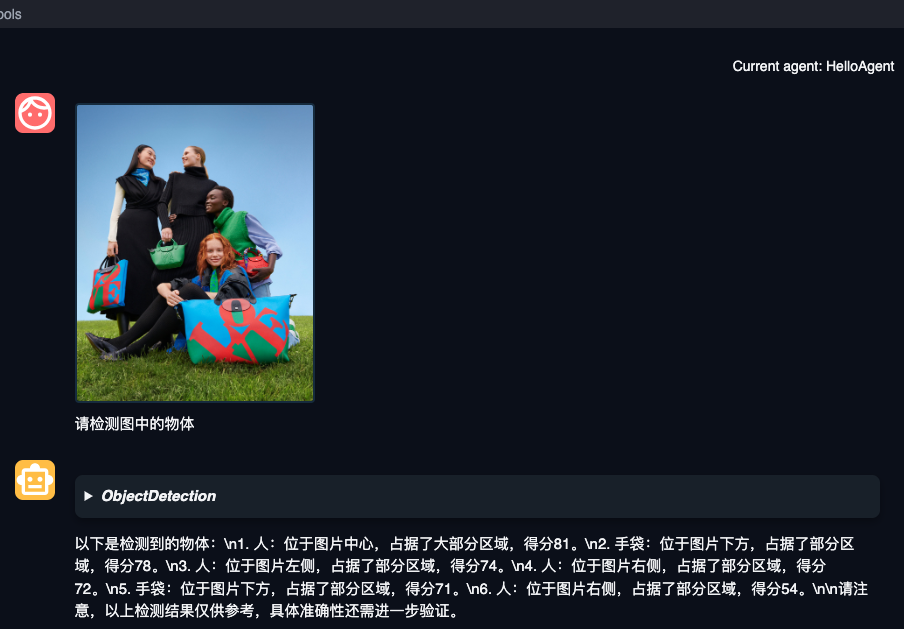 Current agent: HelloAgent
LOVE
请检测图中的物体
ObjectDetection
以下是检测到的物体：\n1. 人：位于图片中心，占据了大部分区域，得分81。\n2. 手袋：位于图片下方，占据了部分区
域，得分78。\n3. 人：位于图片左侧，占据了部分区域，得分74。\n4. 人：位于图片右侧，占据了部分区域，得分
72。\n5. 手袋：位于图片下方，占据了部分区域，得分71。\n6. 人：位于图片右侧，占据了部分区域，得分54。\n\n请注
意，以上检测结果仅供参考，具体准确性还需进一步验证。